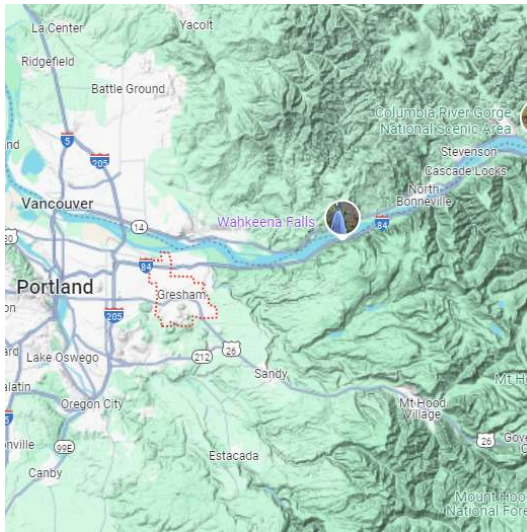 Yacolt
La Center
Ridgefield
Battle Ground
5
205
Columbia River Gorge
National Scenic Area
Stevenson
Cascade Locks
North
Bonneville
Vancouver
14
Wahkeena Falls
84
84
Portland
Gresham
205
Lake Oswego
212
26
Sandy
Oregon City
Mt Hood
Village
26
99E
Canby
Estacada
Mount Hoo
National Fore